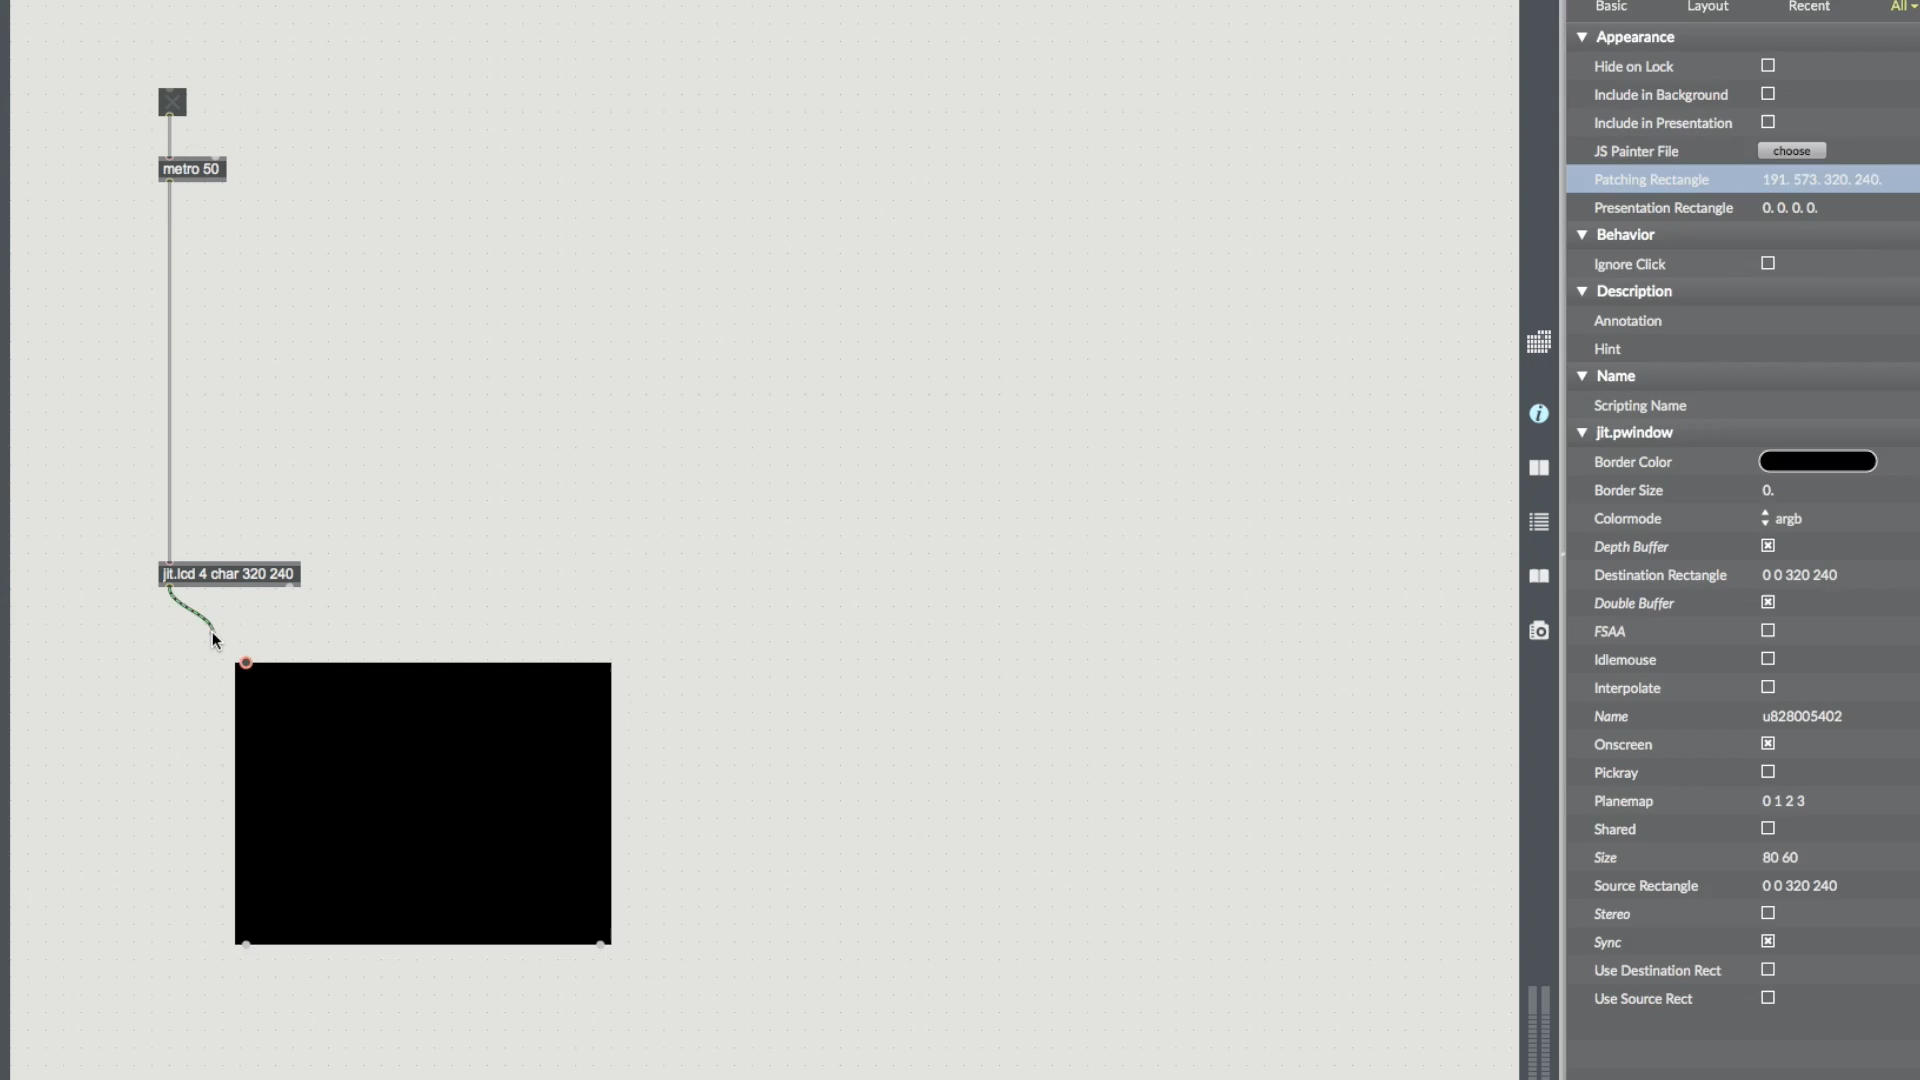 Basic Layout Recent All
Appearance
Hide on Lock
Include in Background
Include in Presentation
JS Painter File choose
Patching Rectangle 191. 573. 320. 240.
Presentation Rectangle 0. 0. 0. 0.
Behavior
Ignore Click
Description
Annotation
Hint
Name
Scripting Name
jit.pwindow
Border Color
Border Size 0.
Colormode argb
Depth Buffer
Destination Rectangle 0 0 320 240
Double Buffer
FSAA
Idlemouse
Interpolate
Name u828005402
Onscreen
Pickray
Planemap 0 1 2 3
Shared
Size 80 60
Source Rectangle 0 0 320 240
Stereo
Sync
Use Destination Rect
Use Source Rect
metro 50
jit.lcd 4 char 320 240